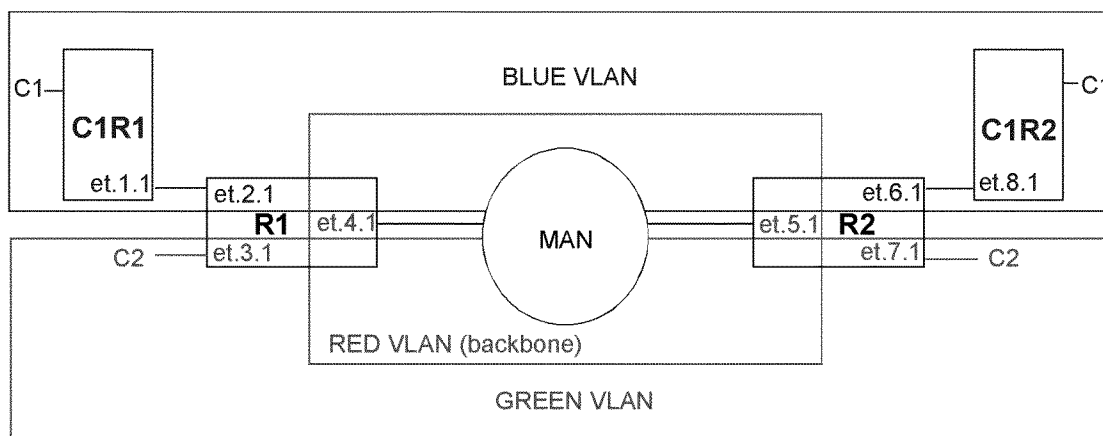 BLUE VLAN
C1
C1R1
et.1.1
C1
C1R2
et.8.1
et.2.1
R1
et.4.1
C2
et.3.1
MAN
et.6.1
et.5.1
R2
et.7.1
C2
RED VLAN (backbone)
GREEN VLAN